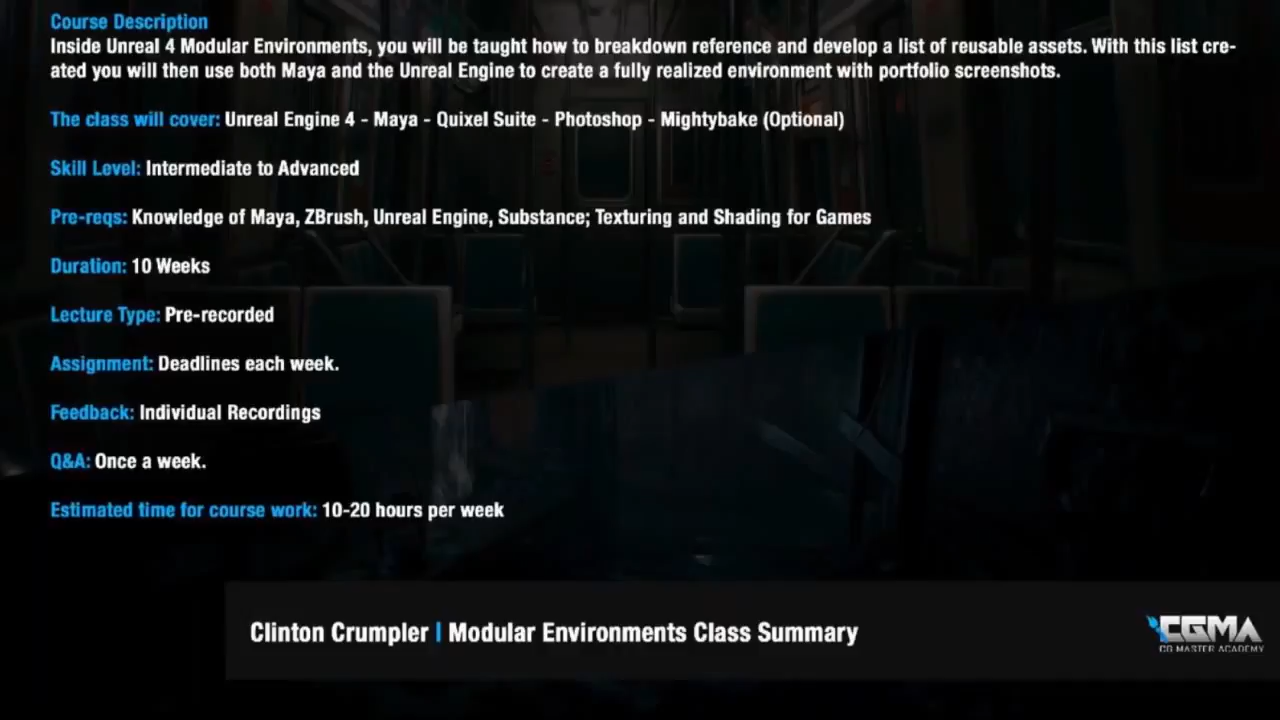 Course Description
Inside Unreal 4 Modular Environments, you will be taught how to breakdown reference and develop a list of reusable assets. With this list cre-
ated you will then use both Maya and the Unreal Engine to create a fully realized environment with portfolio screenshots.
The class will cover: Unreal Engine 4 - Maya - Quixel Suite - Photoshop - Mightybake (Optional)
Skill Level: Intermediate to Advanced
Pre-reqs: Knowledge of Maya, ZBrush, Unreal Engine, Substance; Texturing and Shading for Games
Duration: 10 Weeks
Lecture Type: Pre-recorded
Assignment: Deadlines each week.
Feedback: Individual Recordings
Q&A: Once a week.
Estimated time for course work: 10-20 hours per week
Clinton Crumpler | Modular Environments Class Summary
CGMA
CG MASTER ACADEMY